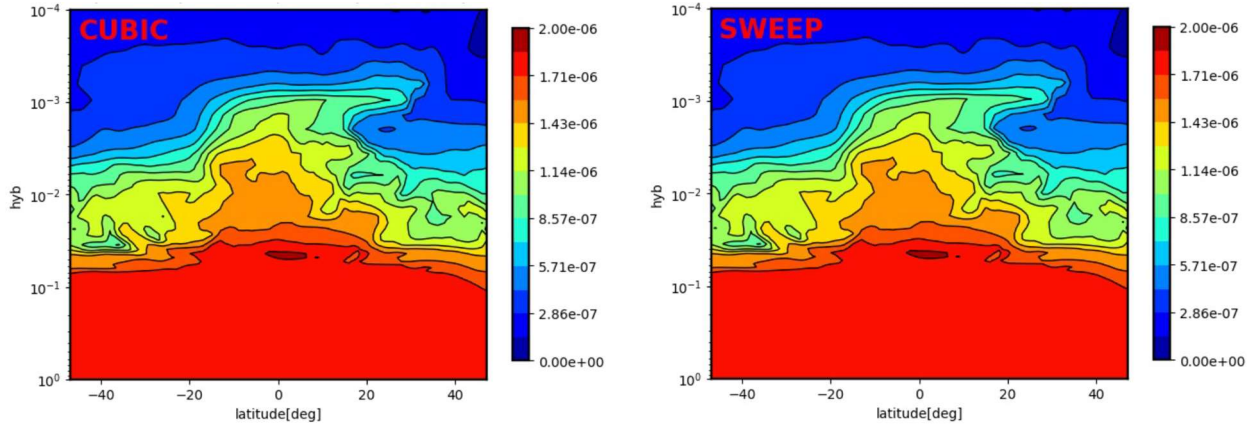 CUBIC
10⁻⁴
10⁻³
10⁻²
10⁻¹
10⁰
hyb
−40
−20
0
20
40
latitude[deg]
2.00e−06
1.71e−06
1.43e−06
1.14e−06
8.57e−07
5.71e−07
2.86e−07
0.00e+00
SWEEP
10⁻⁴
10⁻³
10⁻²
10⁻¹
10⁰
hyb
−40
−20
0
20
40
latitude[deg]
2.00e−06
1.71e−06
1.43e−06
1.14e−06
8.57e−07
5.71e−07
2.86e−07
0.00e+00